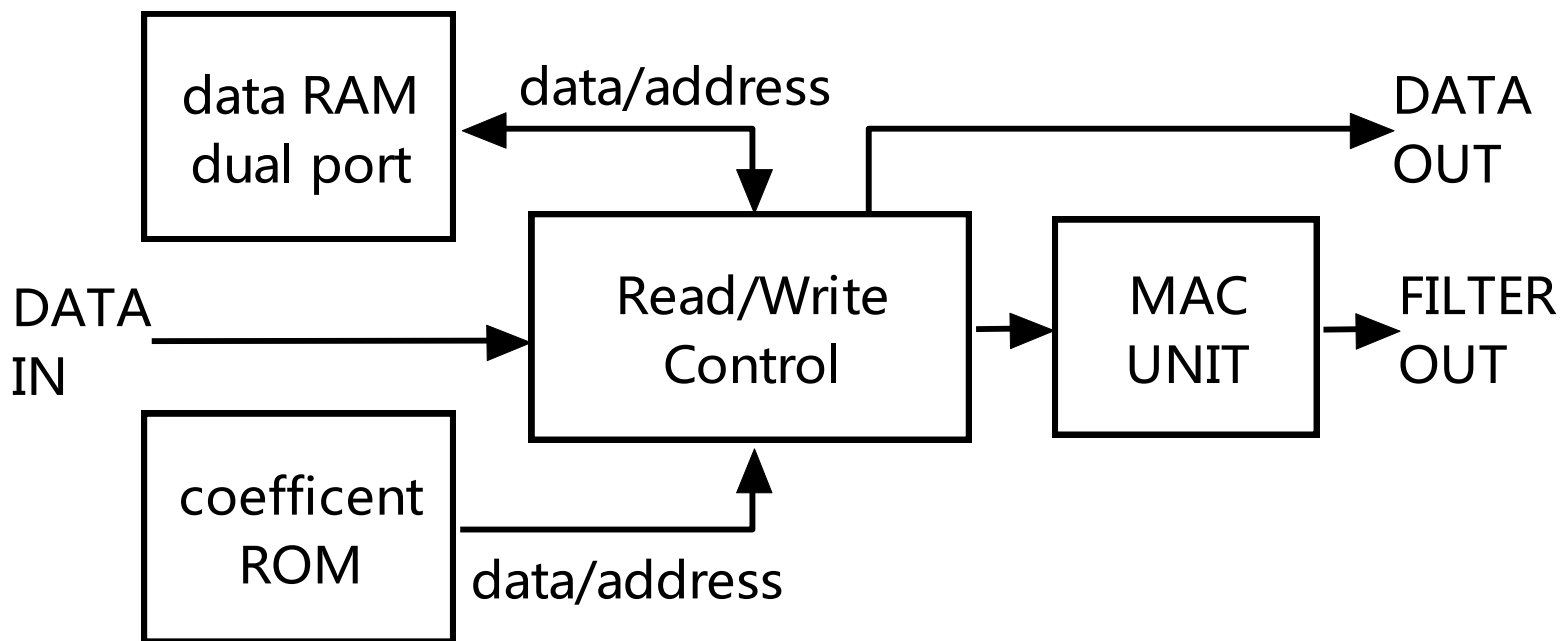 data RAM
dual port
data/address
DATA
OUT
DATA
IN
Read/Write
Control
MAC
UNIT
FILTER
OUT
coefficent
ROM
data/address